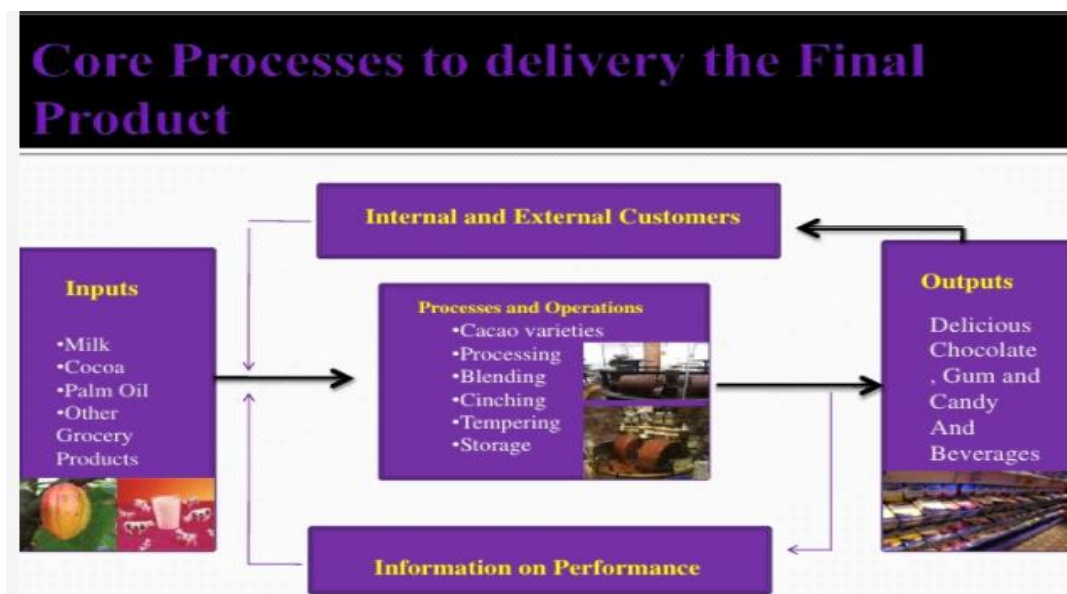 Core Processes to delivery the Final
Product
Internal and External Customers
Inputs
•Milk
•Cocoa
•Palm Oil
•Other
Grocery
Products
Processes and Operations
•Cacao varieties
•Processing
•Blending
•Cinching
•Tempering
•Storage
Outputs
Delicious
Chocolate
, Gum and
Candy
And
Beverages
Information on Performance